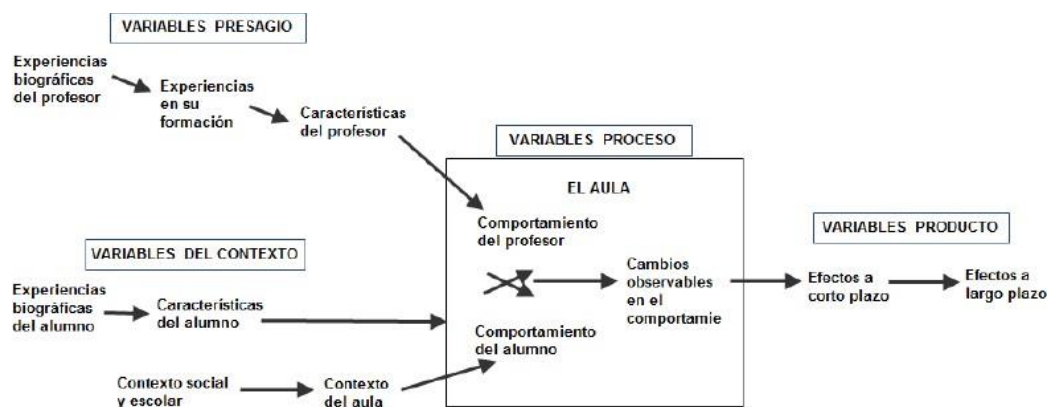 VARIABLES PRESAGIO
Experiencias
biográficas
del profesor
Experiencias
en su
formación
Características
del profesor
VARIABLES PROCESO
EL AULA
Comportamiento
del profesor
VARIABLES DEL CONTEXTO
VARIABLES PRODUCTO
Experiencias
biográficas
del alumno
Características
del alumno
Cambios
observables
en el
comportamie
Efectos a
corto plazo
Efectos a
largo plazo
Comportamiento
del alumno
Contexto social
y escolar
Contexto
del aula